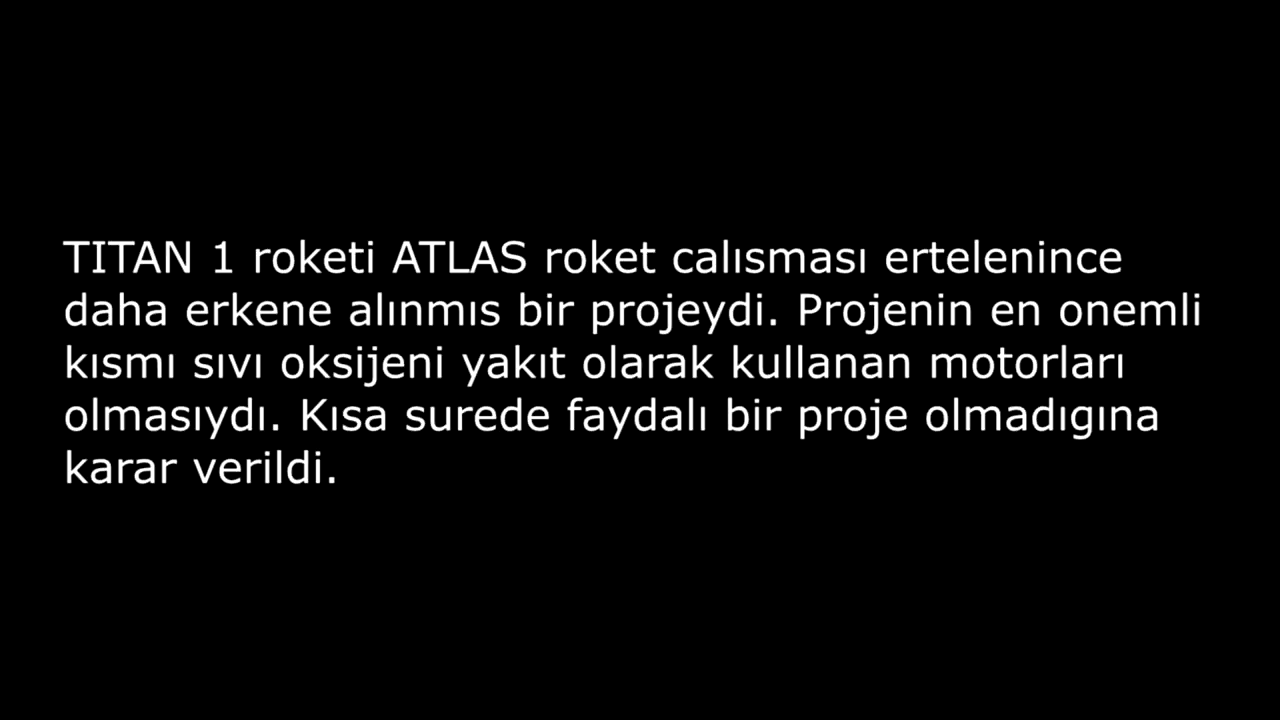 TITAN 1 roketi ATLAS roket calısması ertelenince
daha erkene alınmıs bir projeydi. Projenin en onemli
kısmı sıvı oksijeni yakıt olarak kullanan motorları
olmasıydı. Kısa surede faydalı bir proje olmadıgına
karar verildi.